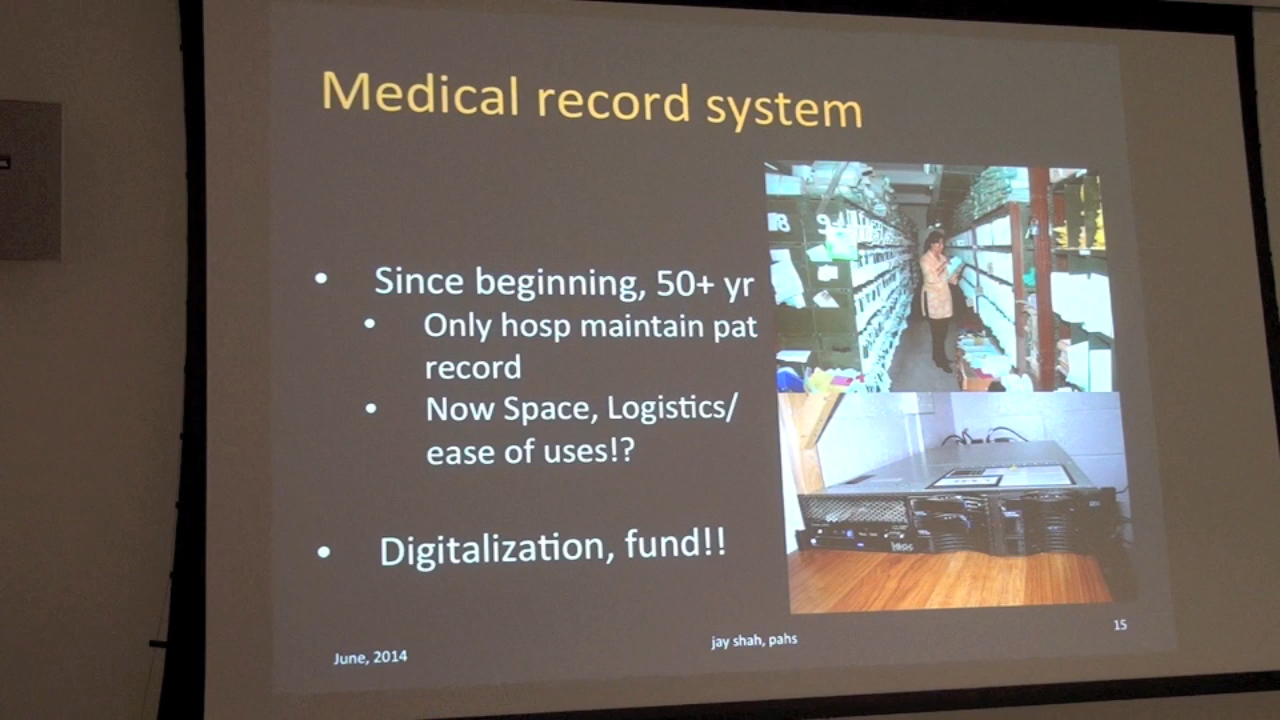 Medical record system
• Since beginning, 50+ yr
• Only hosp maintain pat
record
• Now Space, Logistics/
ease of uses!?
• Digitalization, fund!!
June, 2014
jay shah, pahs
15